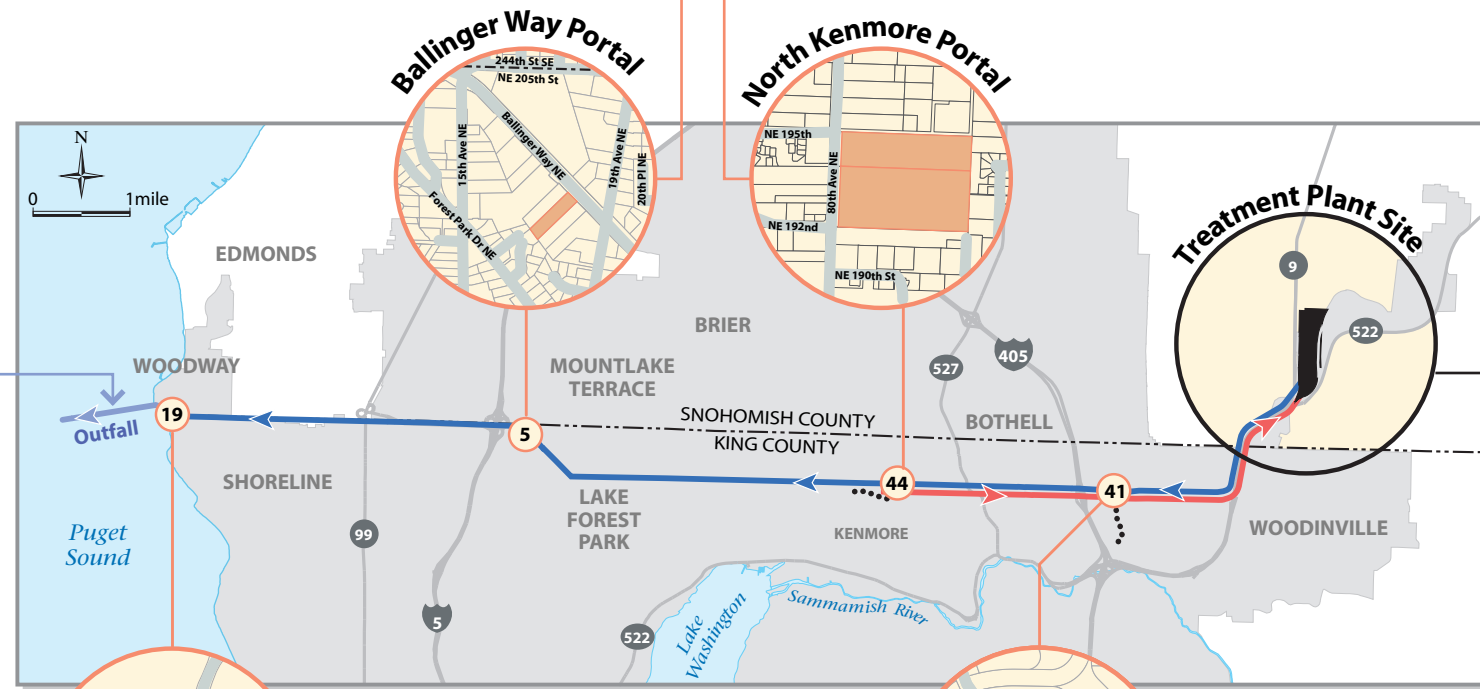 Ballinger Way Portal
244th St SE
NE 205th St
15th Ave NE
Ballinger Way NE
19th Ave NE
20th Pl NE
Forest Park Dr NE
North Kenmore Portal
NE 195th
80th Ave NE
NE 192nd
NE 190th St
Treatment Plant Site
9
522
N
0 1mile
EDMONDS
WOODWAY
19
Outfall
Puget
Sound
SHORELINE
99
5
MOUNTLAKE
TERRACE
BRIER
5
SNOHOMISH COUNTY
KING COUNTY
LAKE
FOREST
PARK
44
KENMORE
527
405
BOTHELL
41
WOODINVILLE
522
Lake
Washington
Sammamish River